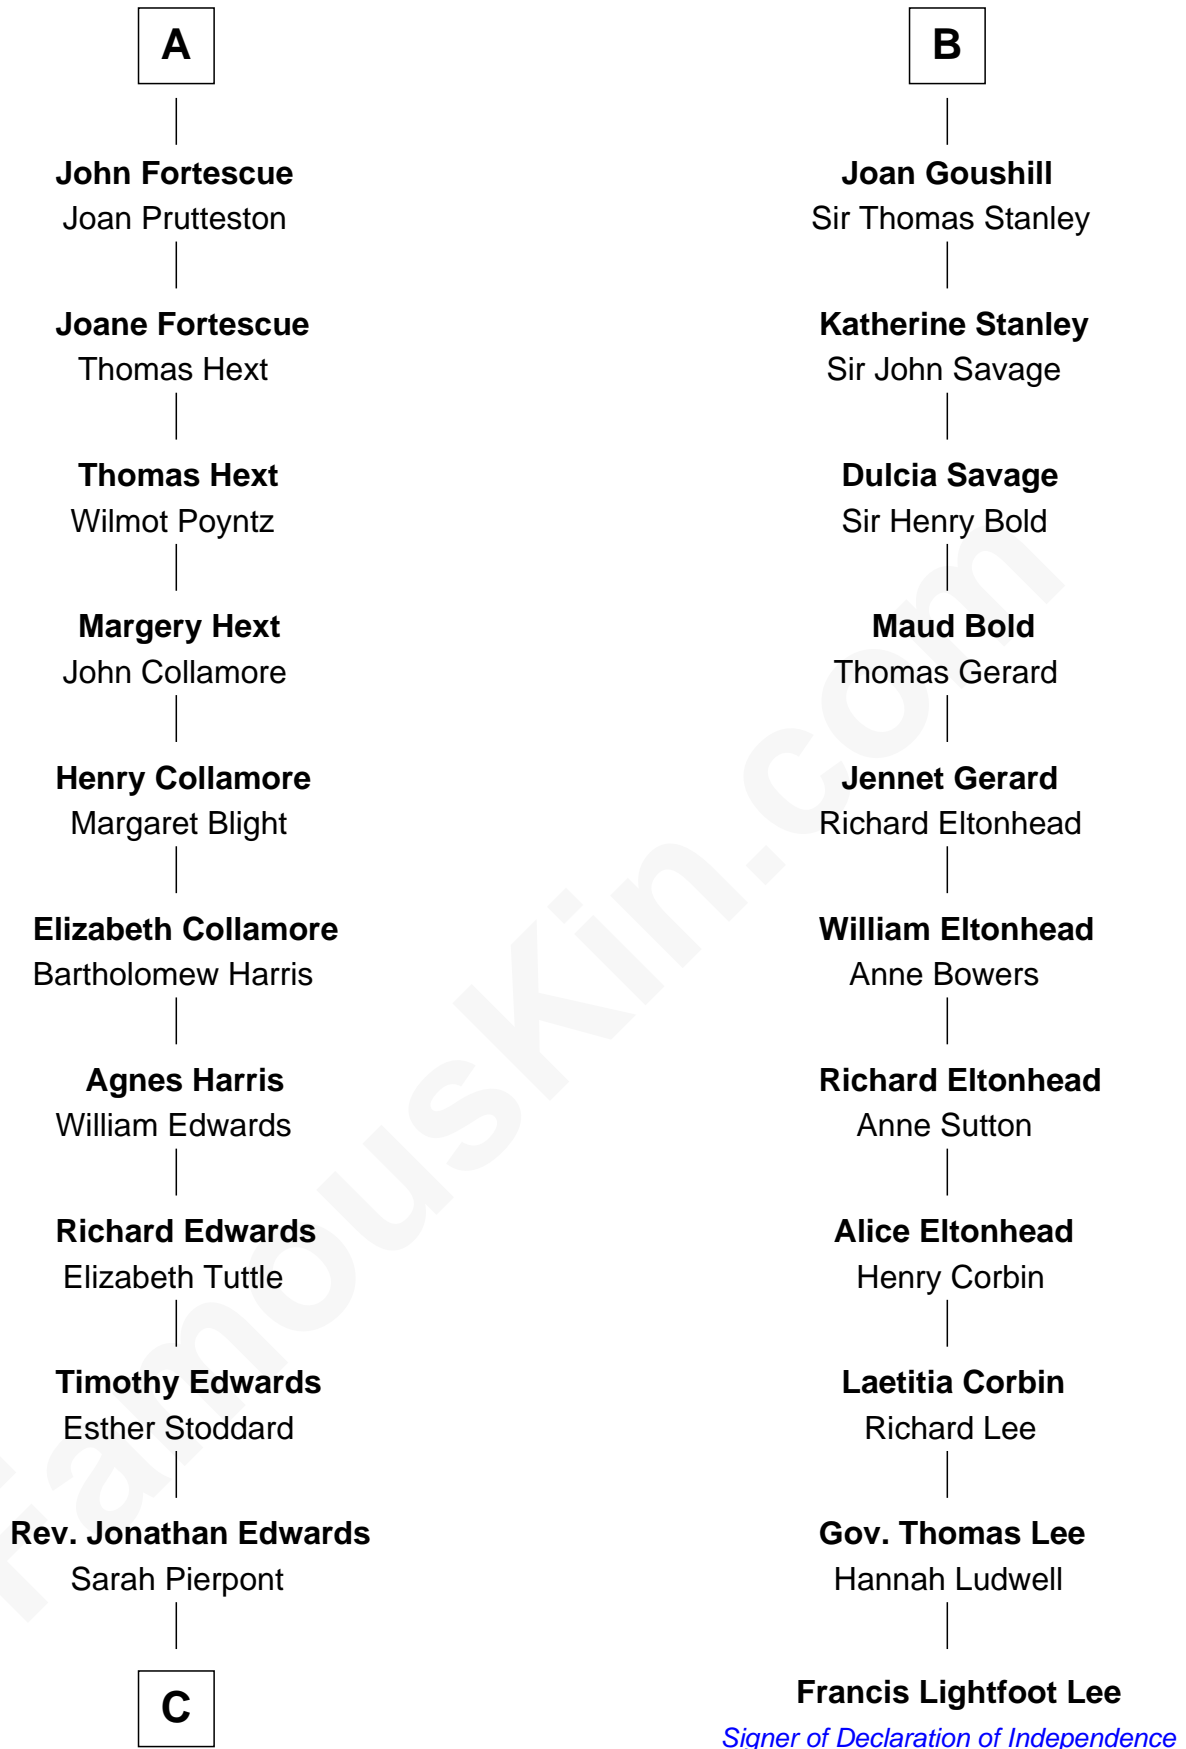 A
John Fortescue
Joan Prutteston
Joane Fortescue
Thomas Hext
Thomas Hext
Wilmot Poyntz
Margery Hext
John Collamore
Henry Collamore
Margaret Blight
Elizabeth Collamore
Bartholomew Harris
Agnes Harris
William Edwards
Richard Edwards
Elizabeth Tuttle
Timothy Edwards
Esther Stoddard
Rev. Jonathan Edwards
Sarah Pierpont
C
B
Joan Goushill
Sir Thomas Stanley
Katherine Stanley
Sir John Savage
Dulcia Savage
Sir Henry Bold
Maud Bold
Thomas Gerard
Jennet Gerard
Richard Eltonhead
William Eltonhead
Anne Bowers
Richard Eltonhead
Anne Sutton
Alice Eltonhead
Henry Corbin
Laetitia Corbin
Richard Lee
Gov. Thomas Lee
Hannah Ludwell
Francis Lightfoot Lee
Signer of Declaration of Independence
FamousKin.com